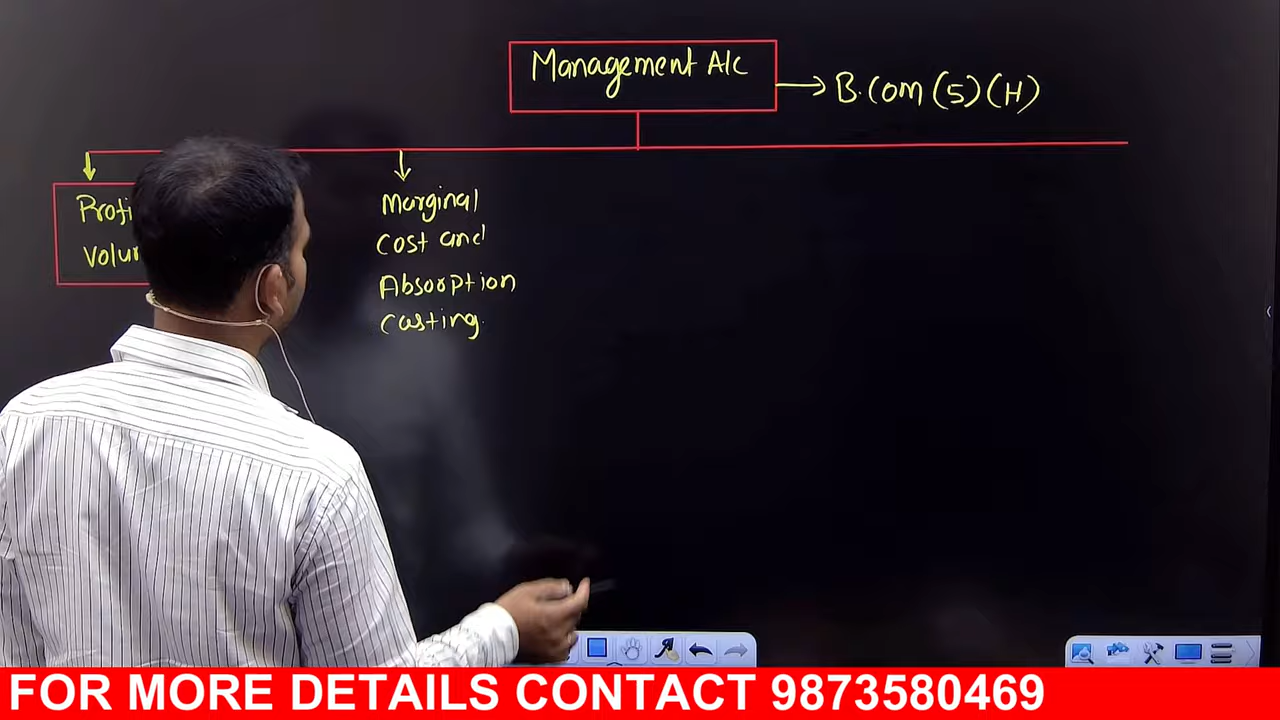 Management A/c
B.Com (5) (H)
Marginal
Cost and
Absorption
Costing.
FOR MORE DETAILS CONTACT 9873580469